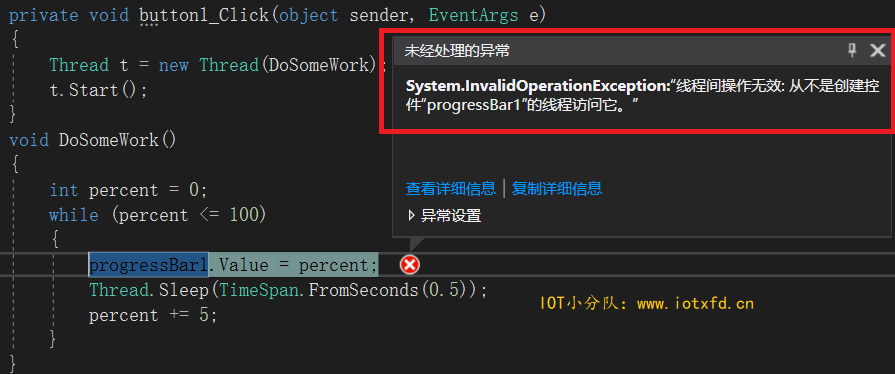 private void button1_Click(object sender, EventArgs e)
{
Thread t = new Thread(DoSomeWork);
t.Start();
}
void DoSomeWork()
{
int percent = 0;
while (percent <= 100)
{
progressBar1.Value = percent;
Thread.Sleep(TimeSpan.FromSeconds(0.5));
percent += 5;
}
}
未经处理的异常
System.InvalidOperationException:“线程间操作无效: 从不是创建控
件“progressBar1”的线程访问它。”
查看详细信息 | 复制详细信息
异常设置
IOT小分队：www.iotxfd.cn